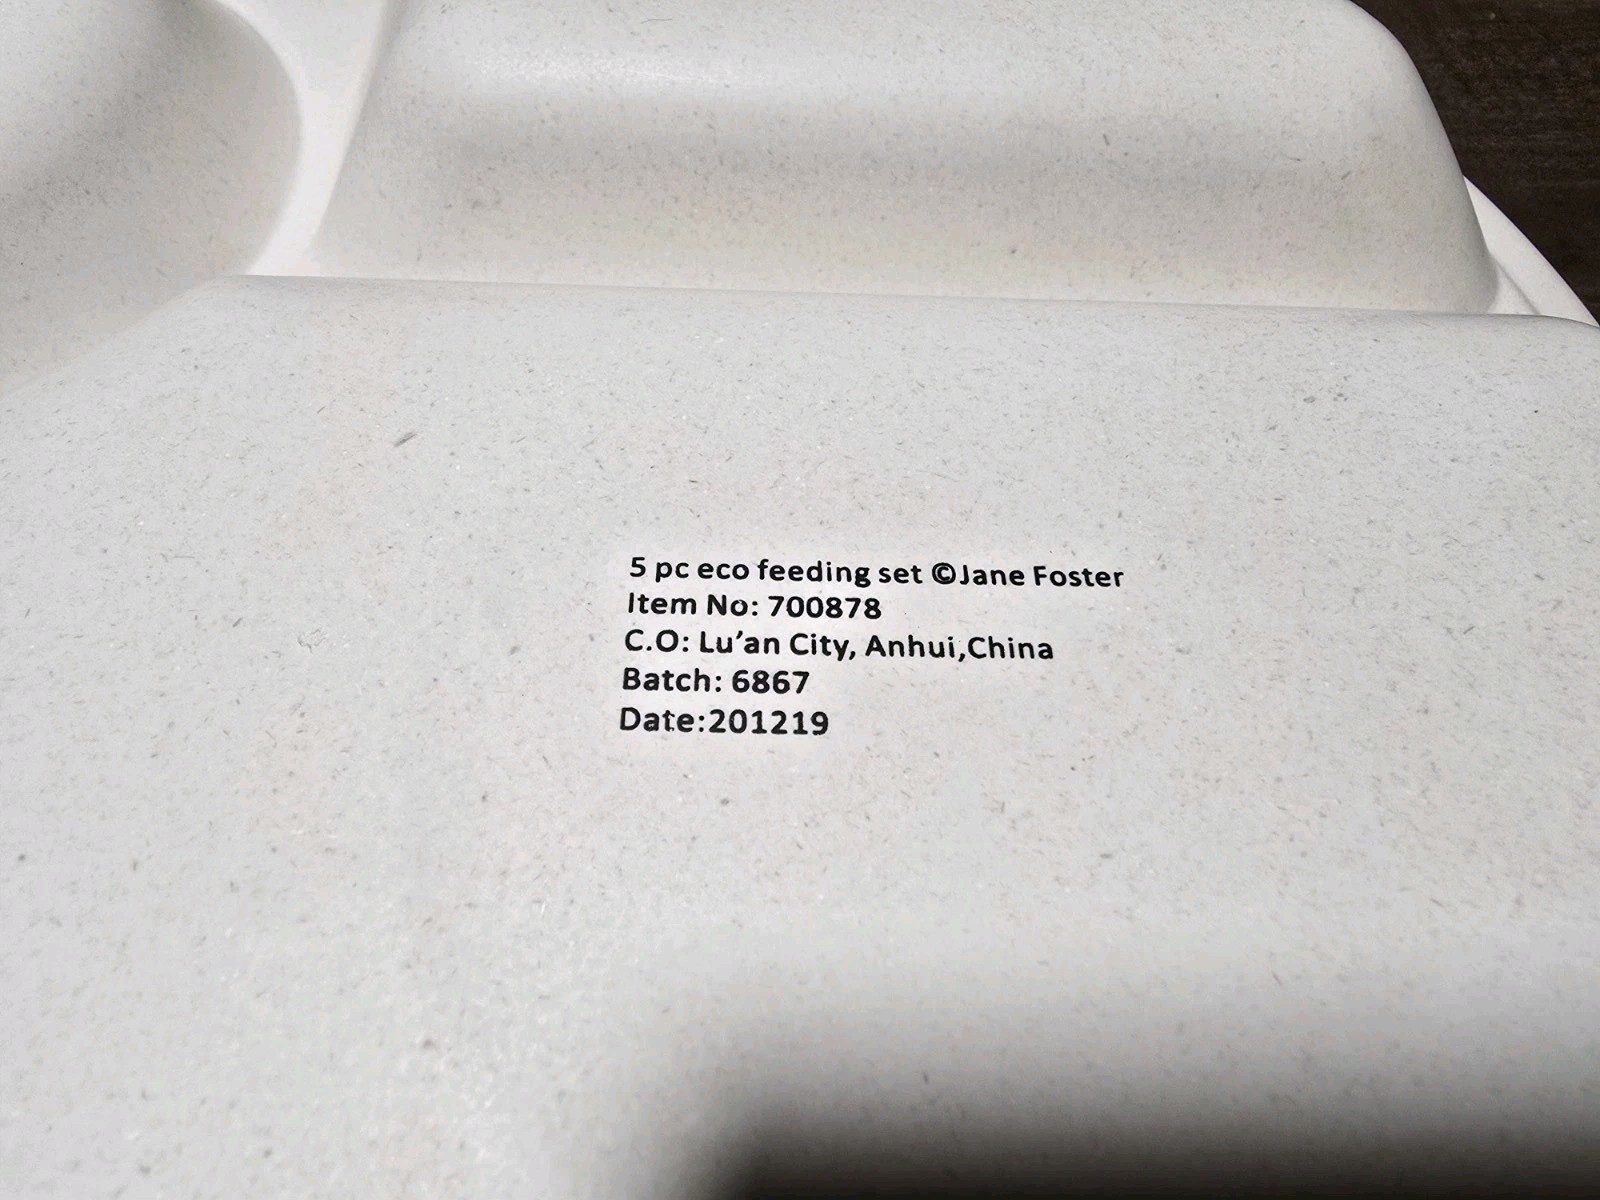 5 pc eco feeding set ©Jane Foster
Item No: 700878
C.O: Lu’an City, Anhui,China
Batch: 6867
Date:201219